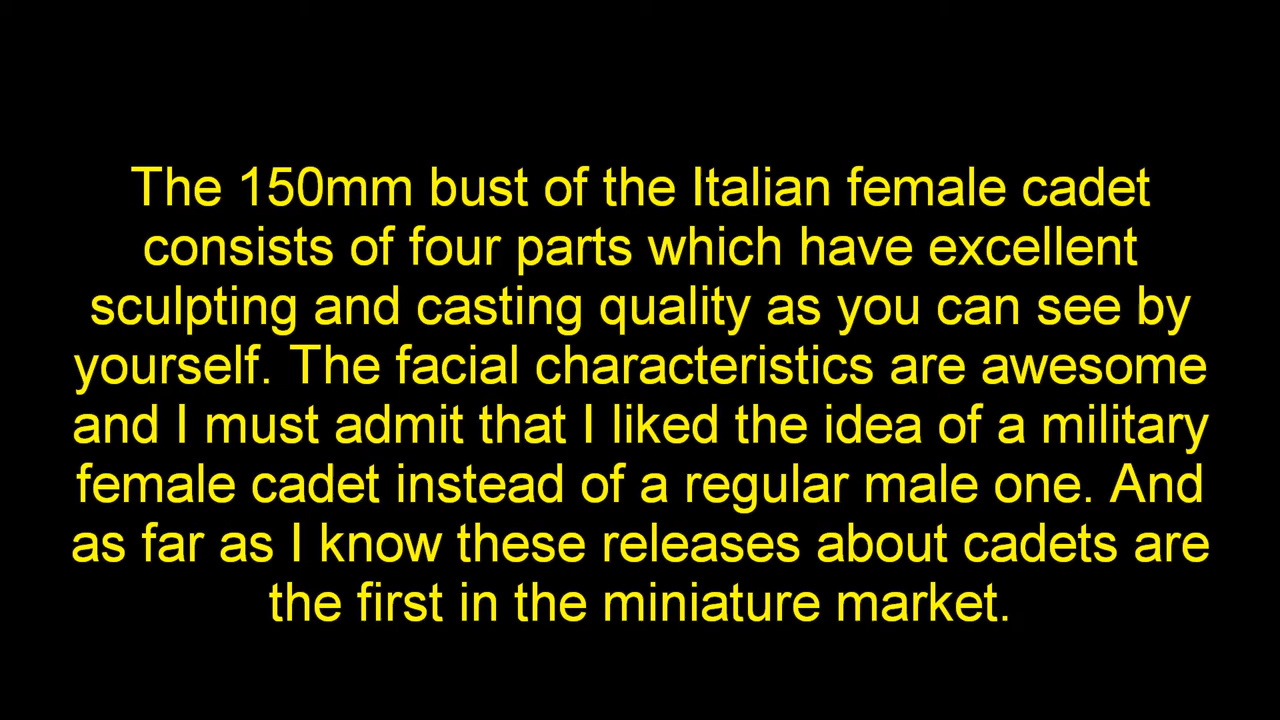 The 150mm bust of the Italian female cadet
consists of four parts which have excellent
sculpting and casting quality as you can see by
yourself. The facial characteristics are awesome
and I must admit that I liked the idea of a military
female cadet instead of a regular male one. And
as far as I know these releases about cadets are
the first in the miniature market.